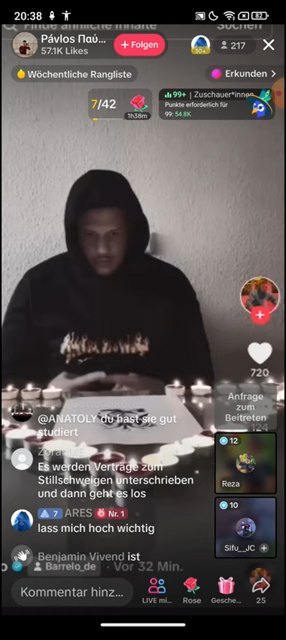 20:38
62
Finde ähnliche Inhalte
Suchen
Pávlos Παύ...
57.1K Likes
+ Folgen
217
Wöchentliche Rangliste
Erkunden >
7/42
1h38m
99+ | Zuschauer*innen
Punkte erforderlich für
99: 54.8K
720
Anfrage
zum
Beitreten
@ANATOLY du hast sie gut
studiert
Es werden Verträge zum
Stillschweigen unterschrieben
und dann geht es los
7 ARES Nr. 1
lass mich hoch wichtig
Benjamin Vivend ist
Barrelo_de · Vor 32 Min.
12
Reza
10
Sifu__JC
Kommentar hinz...
LIVE mi...
Rose
Gesche...
25